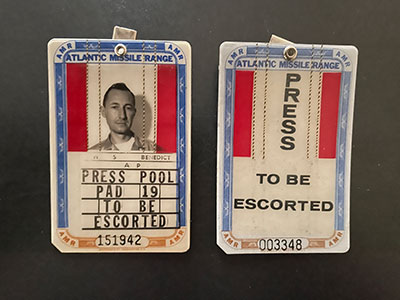 AMR AMR
ATLANTIC MISSILE RANGE
N S BENEDICT
A P
PRESS POOL
PAD 19
TO BE
ESCORTED
AMR AMR
151942
AMR AMR
ATLANTIC MISSILE RANGE
PRESS
TO BE
ESCORTED
AMR AMR
003348